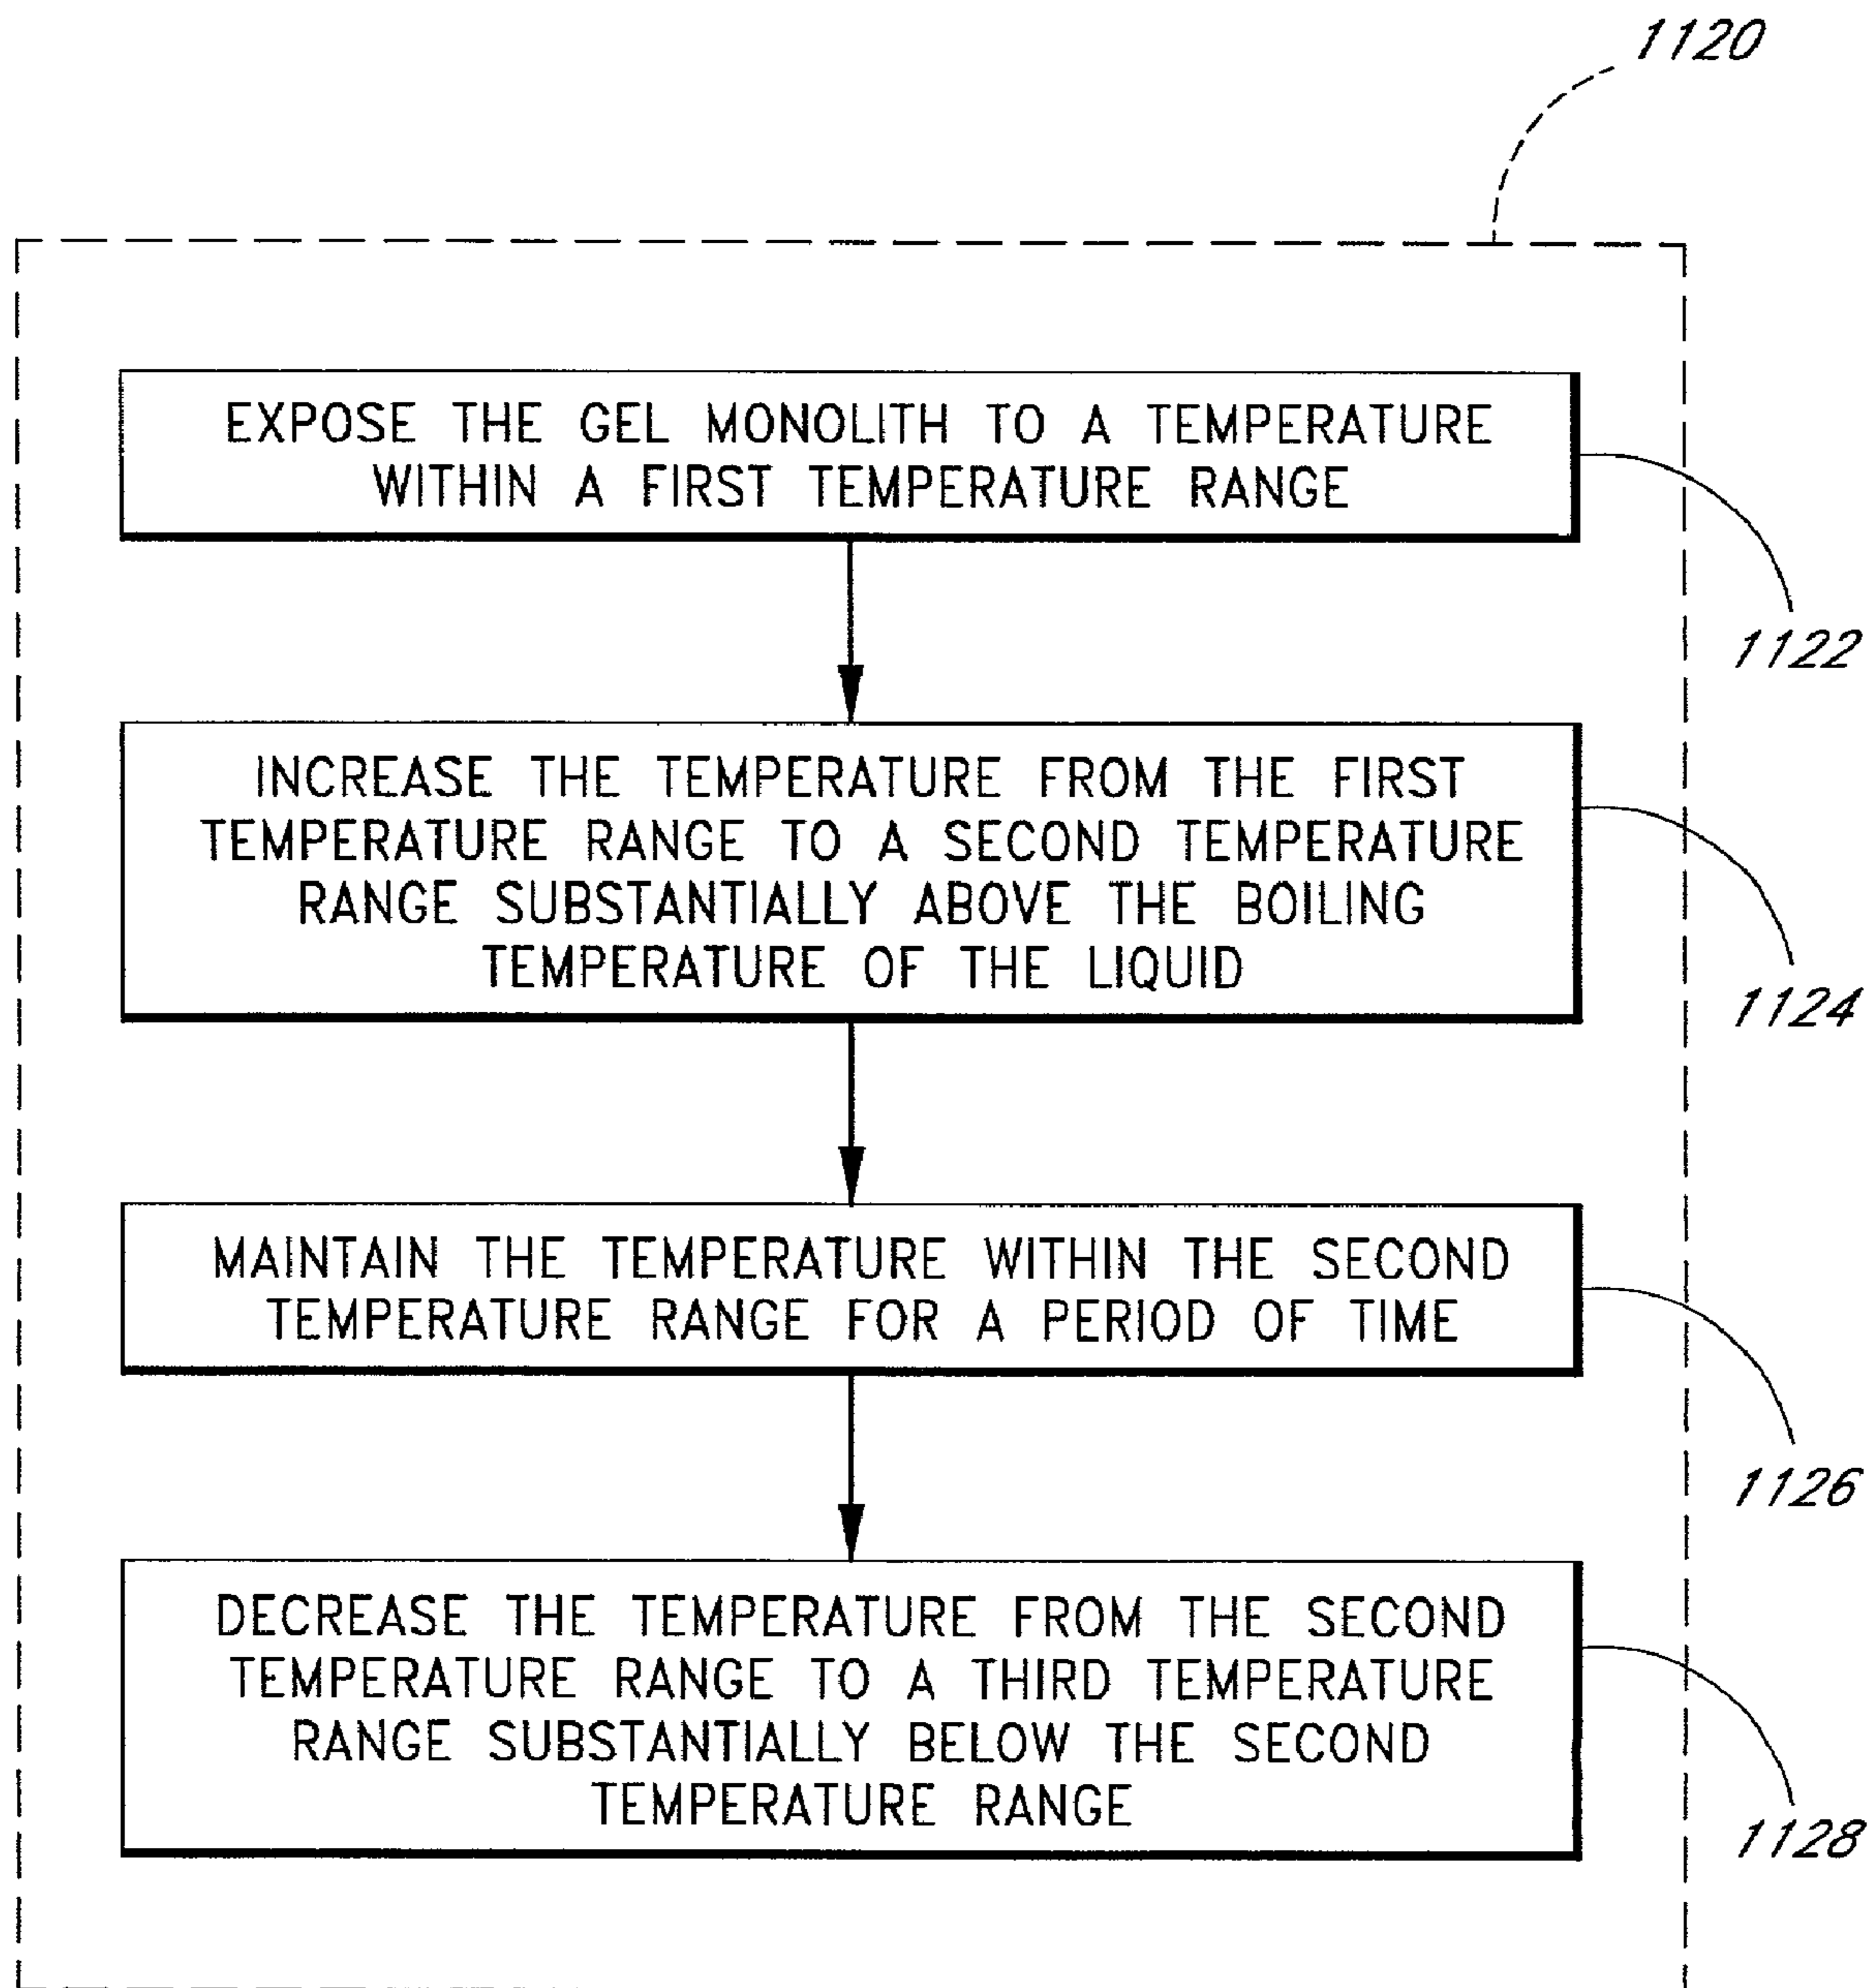 1120
EXPOSE THE GEL MONOLITH TO A TEMPERATURE
WITHIN A FIRST TEMPERATURE RANGE
1122
INCREASE THE TEMPERATURE FROM THE FIRST
TEMPERATURE RANGE TO A SECOND TEMPERATURE
RANGE SUBSTANTIALLY ABOVE THE BOILING
TEMPERATURE OF THE LIQUID
1124
MAINTAIN THE TEMPERATURE WITHIN THE SECOND
TEMPERATURE RANGE FOR A PERIOD OF TIME
1126
DECREASE THE TEMPERATURE FROM THE SECOND
TEMPERATURE RANGE TO A THIRD TEMPERATURE
RANGE SUBSTANTIALLY BELOW THE SECOND
TEMPERATURE RANGE
1128